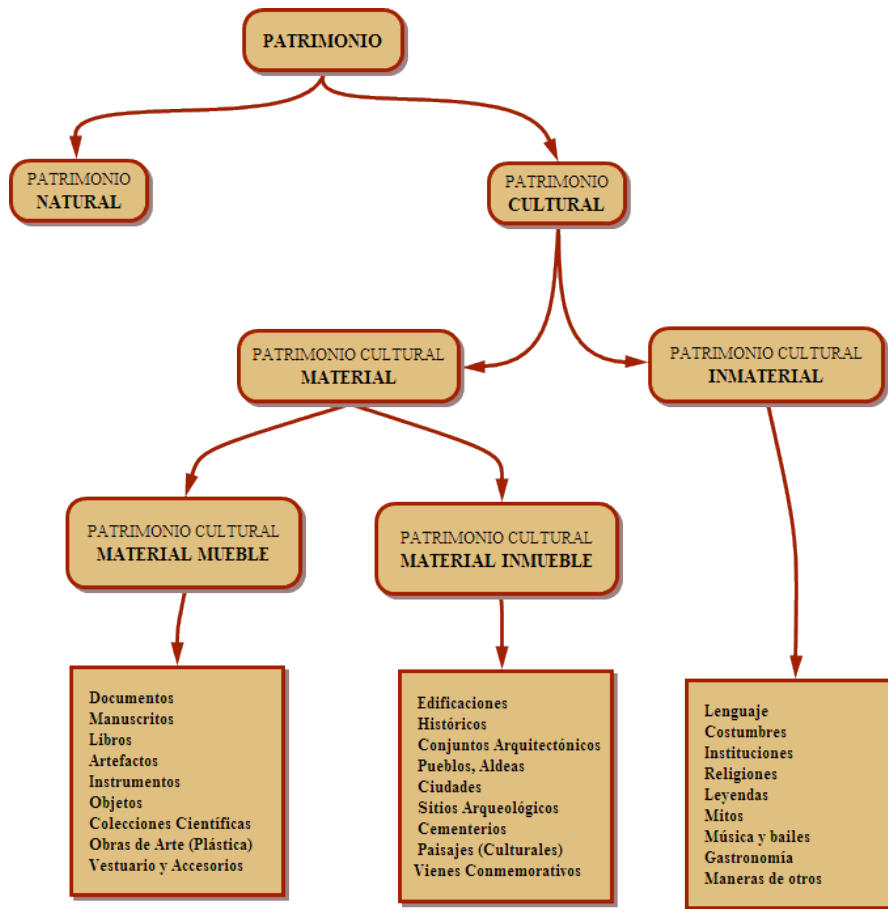 PATRIMONIO
PATRIMONIO
NATURAL
PATRIMONIO
CULTURAL
PATRIMONIO CULTURAL
MATERIAL
PATRIMONIO CULTURAL
INMATERIAL
PATRIMONIO CULTURAL
MATERIAL MUEBLE
PATRIMONIO CULTURAL
MATERIAL INMUEBLE
Documentos
Manuscritos
Libros
Artefactos
Instrumentos
Objetos
Colecciones Científicas
Obras de Arte (Plástica)
Vestuario y Accesorios
Edificaciones
Históricos
Conjuntos Arquitectónicos
Pueblos, Aldeas
Ciudades
Sitios Arqueológicos
Cementerios
Paisajes (Culturales)
Vienes Conmemorativos
Lenguaje
Costumbres
Instituciones
Religiones
Leyendas
Mitos
Música y bailes
Gastronomía
Maneras de otros